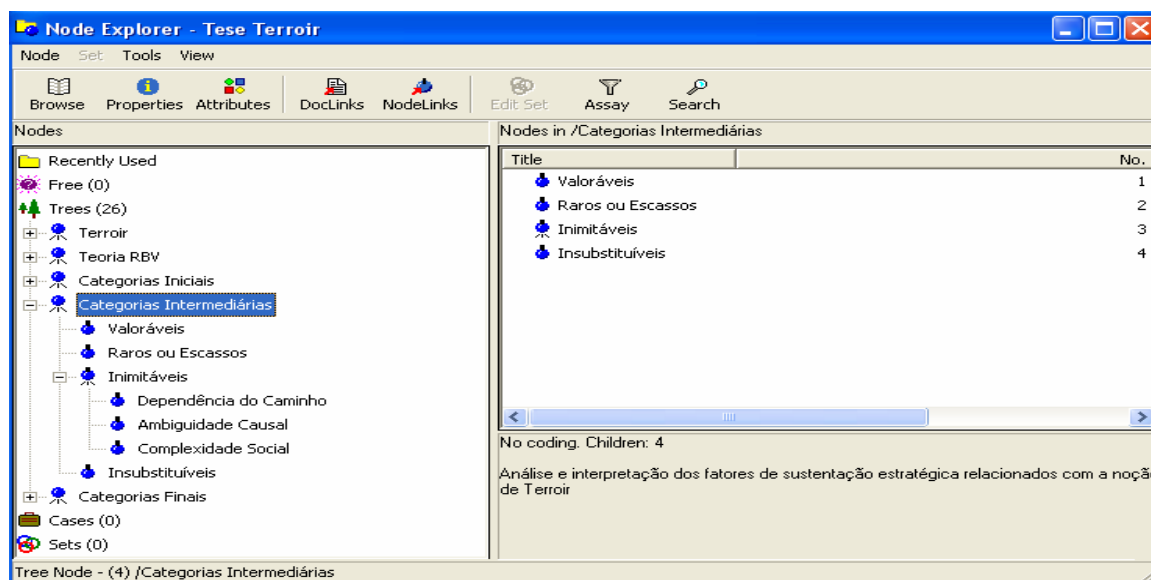 Node Explorer - Tese Terroir
Node Set Tools View
Browse Properties Attributes DocLinks NodeLinks Edit Set Assay Search
Nodes
Recently Used
Free (0)
Trees (26)
Terroir
Teoria RBV
Categorias Iniciais
Categorias Intermediárias
Valoráveis
Raros ou Escassos
Inimitáveis
Dependência do Caminho
Ambiguidade Causal
Complexidade Social
Insubstituíveis
Categorias Finais
Cases (0)
Sets (0)
Nodes in /Categorias Intermediárias
Title No.
Valoráveis 1
Raros ou Escassos 2
Inimitáveis 3
Insubstituíveis 4
No coding. Children: 4
Análise e interpretação dos fatores de sustentação estratégica relacionados com a noçã
de Terroir
Tree Node - (4) /Categorias Intermediárias